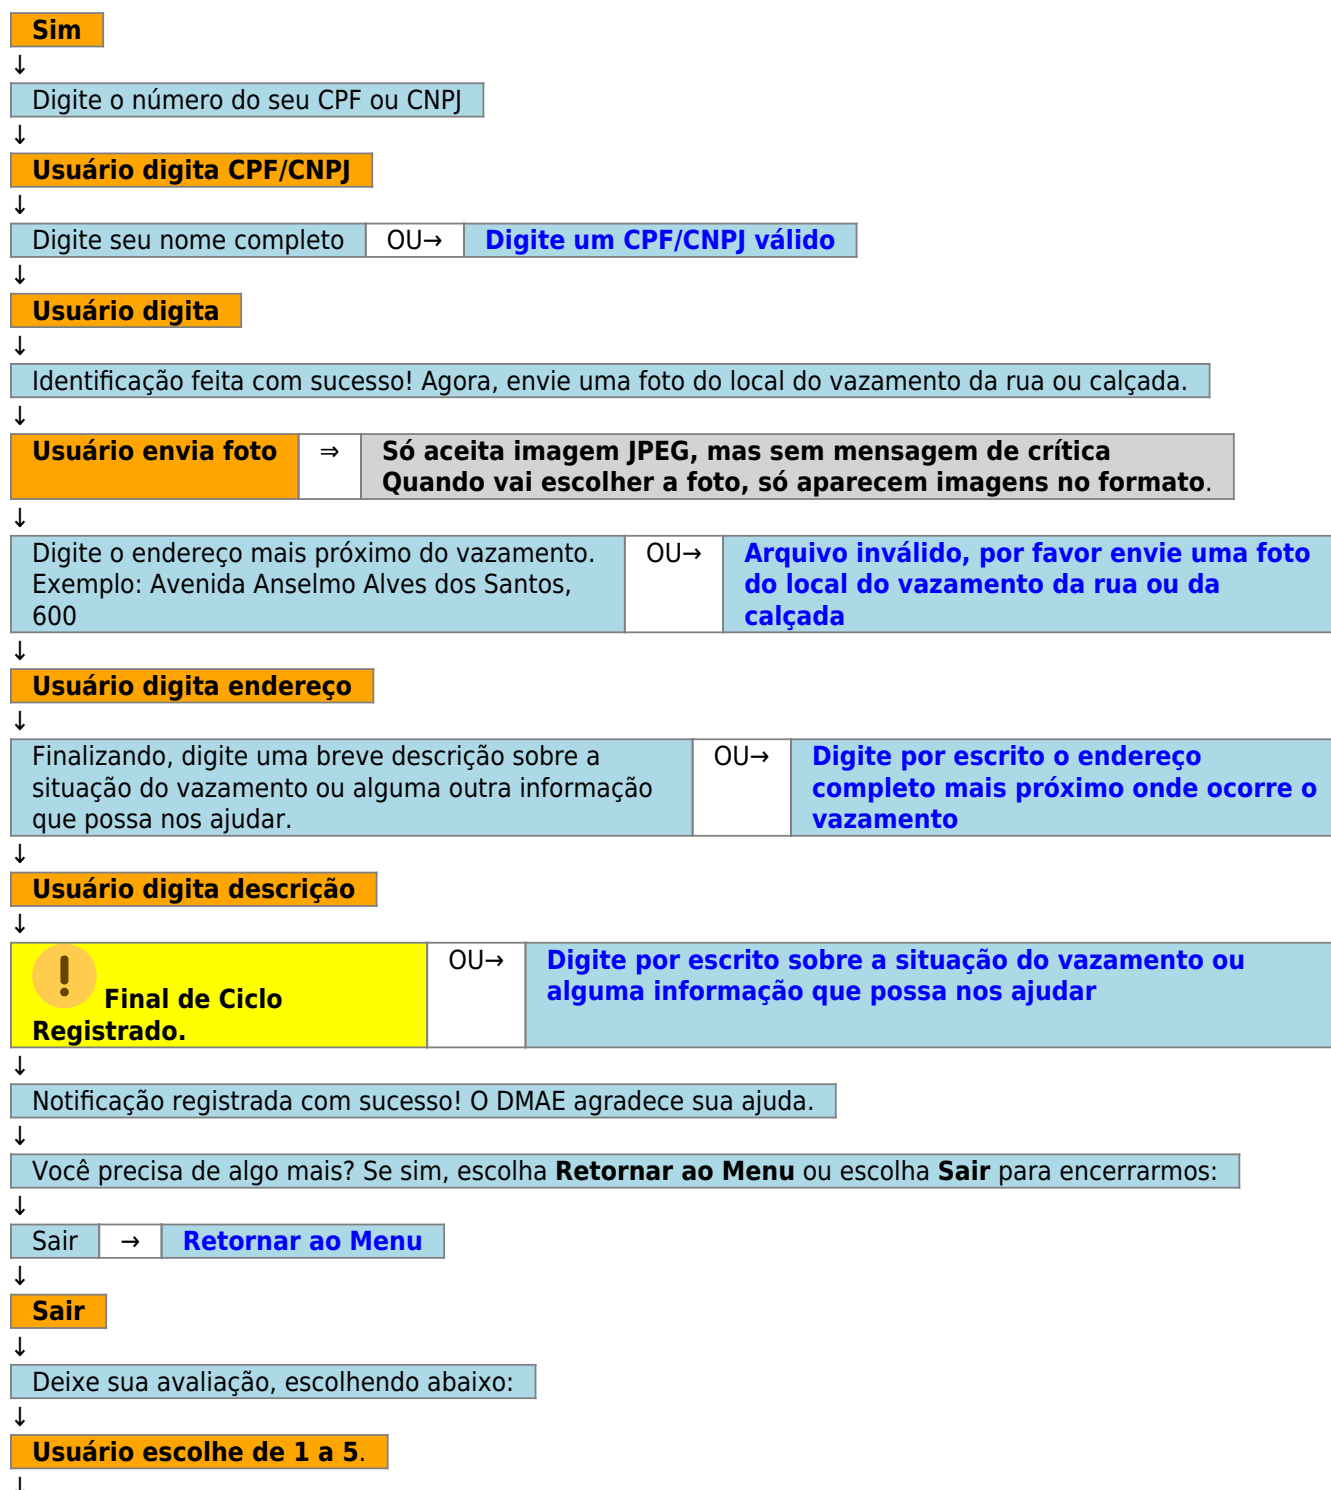 Sim
↓
Digite o número do seu CPF ou CNPJ
↓
Usuário digita CPF/CNPJ
↓
Digite seu nome completo OU→ Digite um CPF/CNPJ válido
↓
Usuário digita
↓
Identificação feita com sucesso! Agora, envie uma foto do local do vazamento da rua ou calçada.
↓
Usuário envia foto ⇒ Só aceita imagem JPEG, mas sem mensagem de crítica
Quando vai escolher a foto, só aparecem imagens no formato.
↓
Digite o endereço mais próximo do vazamento. OU→ Arquivo inválido, por favor envie uma foto
Exemplo: Avenida Anselmo Alves dos Santos, do local do vazamento da rua ou da
600 calçada
↓
Usuário digita endereço
↓
Finalizando, digite uma breve descrição sobre a OU→ Digite por escrito o endereço
situação do vazamento ou alguma outra informação completo mais próximo onde ocorre o
que possa nos ajudar. vazamento
↓
Usuário digita descrição
↓
OU→ Digite por escrito sobre a situação do vazamento ou
! Final de Ciclo alguma informação que possa nos ajudar
Registrado.
↓
Notificação registrada com sucesso! O DMAE agradece sua ajuda.
↓
Você precisa de algo mais? Se sim, escolha Retornar ao Menu ou escolha Sair para encerrarmos:
↓
Sair → Retornar ao Menu
↓
Sair
↓
Deixe sua avaliação, escolhendo abaixo:
↓
Usuário escolhe de 1 a 5.
↓